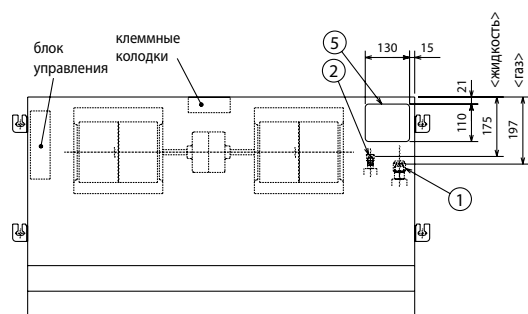 блок
управления
клеммные
колодки
5
2
130
15
<жидкость>
<газ>
21
110
175
197
1